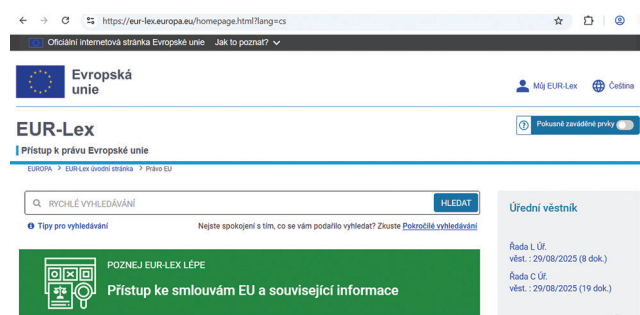 https://eur-lex.europa.eu/homepage.html?lang=cs
Oficiální internetová stránka Evropské unie Jak to poznat?
Evropská
unie
Můj EUR-Lex
Čeština
EUR-Lex
Přístup k právu Evropské unie
? Pokusně zaváděné prvky
EUROPA > EUR-Lex úvodní stránka > Právo EU
RYCHLÉ VYHLEDÁVÁNÍ
HLEDAT
Tipy pro vyhledávání
Nejste spokojení s tím, co se vám podařilo vyhledat? Zkuste Pokročilé vyhledávání
POZNEJ EUR-LEX LÉPE
Přístup ke smlouvám EU a související informace
Úřední věstník
Řada L Úř.
věst. : 29/08/2025 (8 dok.)
Řada C Úř.
věst. : 29/08/2025 (19 dok.)